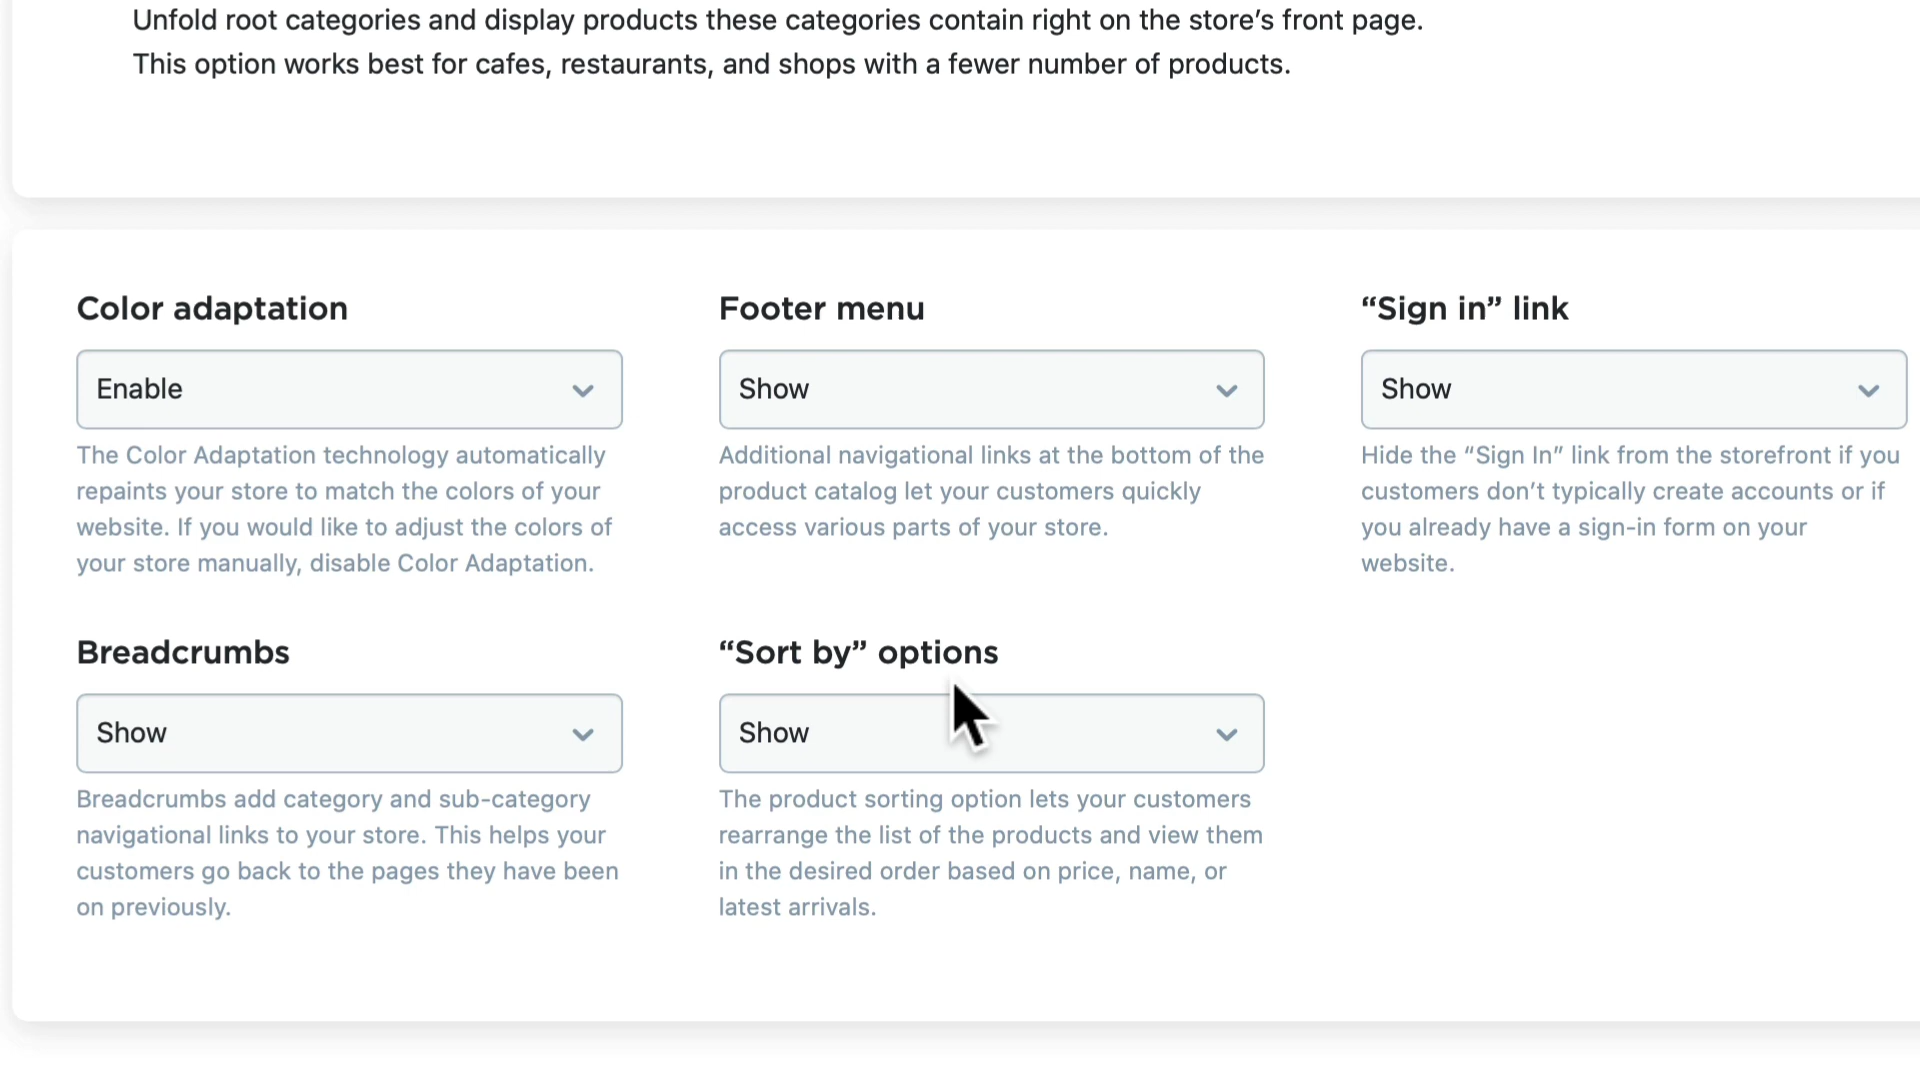 Unfold root categories and display products these categories contain right on the store’s front page.
This option works best for cafes, restaurants, and shops with a fewer number of products.
Color adaptation
Enable
The Color Adaptation technology automatically
repaints your store to match the colors of your
website. If you would like to adjust the colors of
your store manually, disable Color Adaptation.
Footer menu
Show
Additional navigational links at the bottom of the
product catalog let your customers quickly
access various parts of your store.
“Sign in” link
Show
Hide the “Sign In” link from the storefront if you
customers don’t typically create accounts or if
you already have a sign-in form on your
website.
Breadcrumbs
Show
Breadcrumbs add category and sub-category
navigational links to your store. This helps your
customers go back to the pages they have been
on previously.
“Sort by” options
Show
The product sorting option lets your customers
rearrange the list of the products and view them
in the desired order based on price, name, or
latest arrivals.